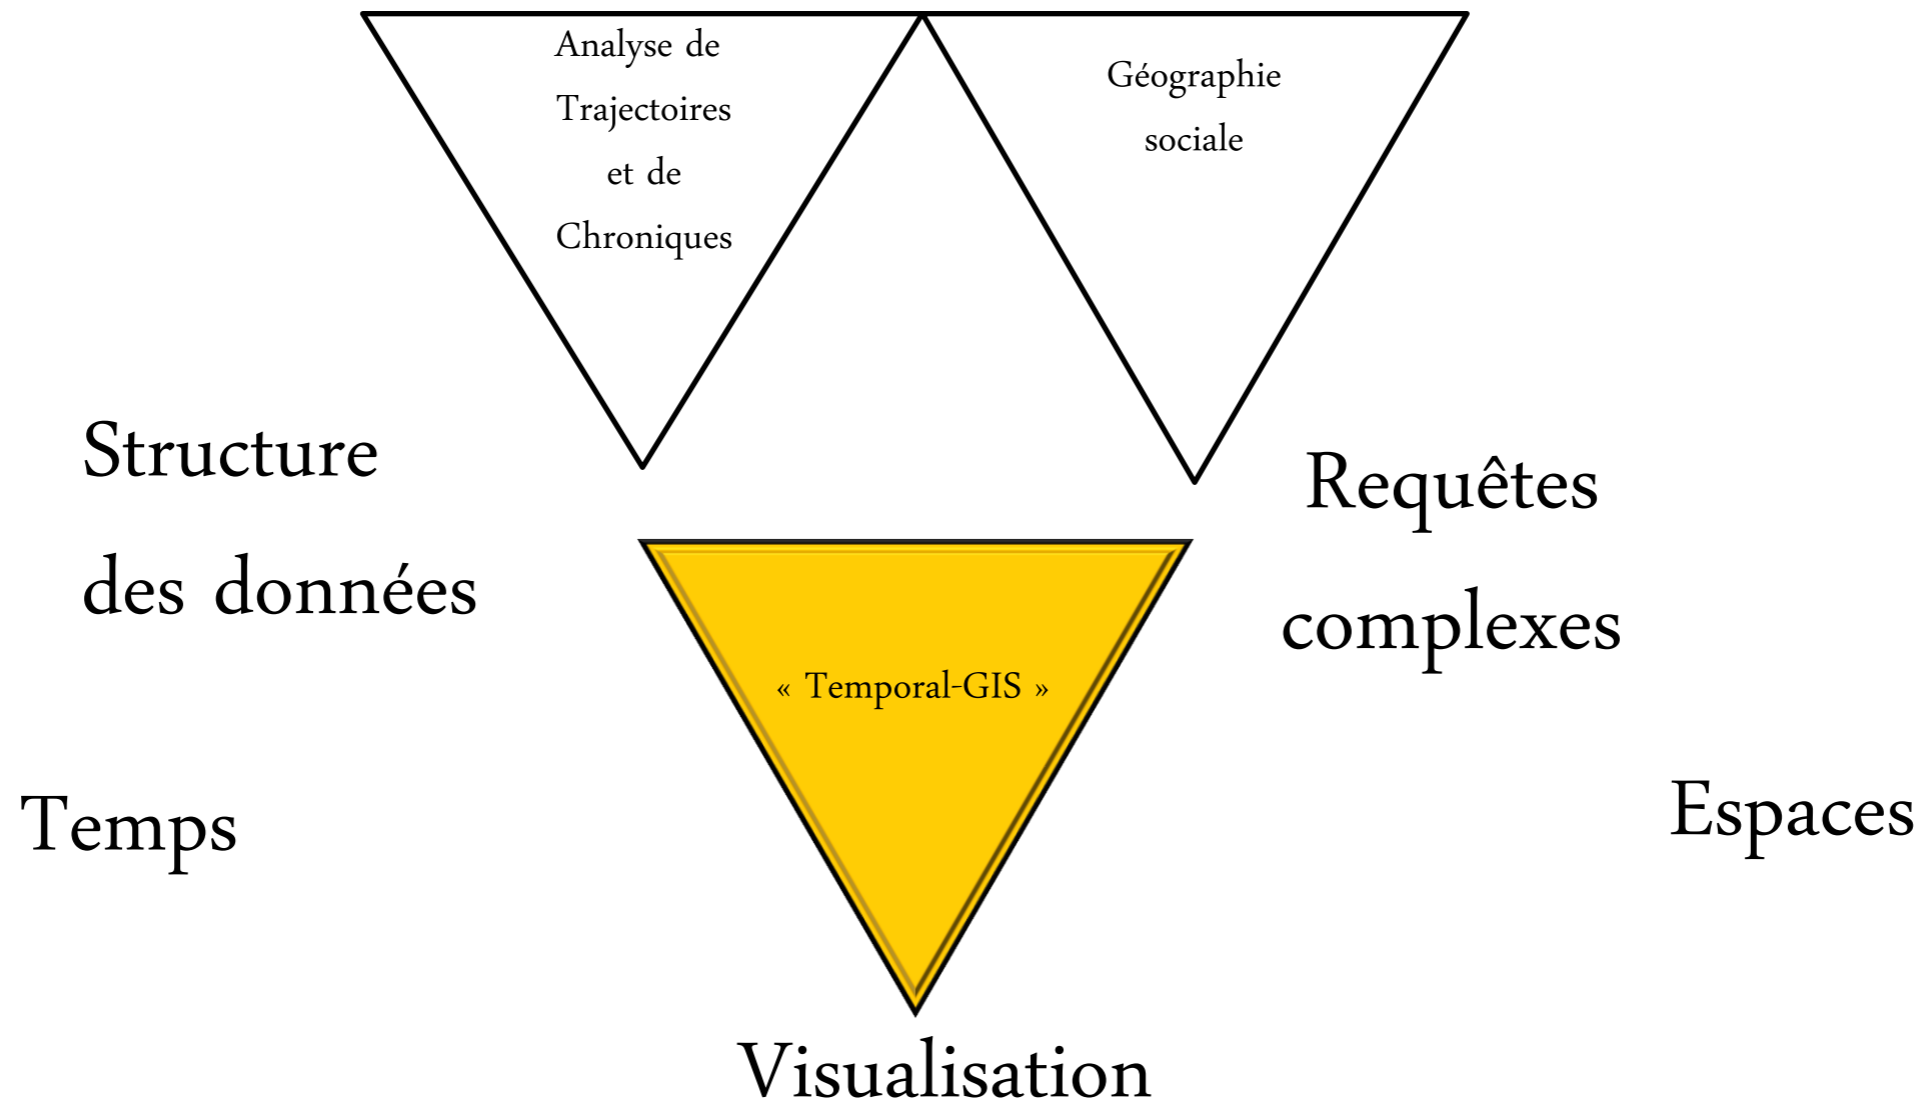 Analyse de
Trajectoires
et de
Chroniques
Géographie
sociale
Structure
des données
Requêtes
complexes
« Temporal-GIS »
Temps
Espaces
Visualisation